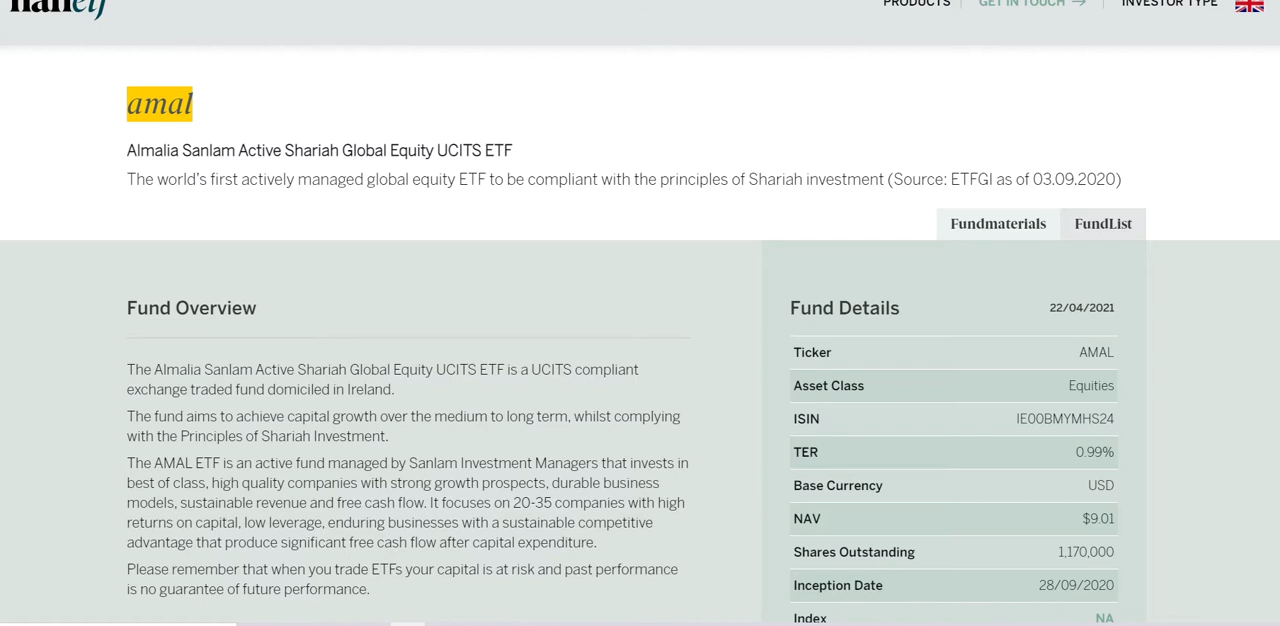 hanetf
PRODUCTS
GET IN TOUCH →
INVESTOR TYPE
amal
Almalia Sanlam Active Shariah Global Equity UCITS ETF
The world's first actively managed global equity ETF to be compliant with the principles of Shariah investment (Source: ETFGI as of 03.09.2020)
Fundmaterials
FundList
Fund Overview
The Almalia Sanlam Active Shariah Global Equity UCITS ETF is a UCITS compliant
exchange traded fund domiciled in Ireland.
The fund aims to achieve capital growth over the medium to long term, whilst complying
with the Principles of Shariah Investment.
The AMAL ETF is an active fund managed by Sanlam Investment Managers that invests in
best of class, high quality companies with strong growth prospects, durable business
models, sustainable revenue and free cash flow. It focuses on 20-35 companies with high
returns on capital, low leverage, enduring businesses with a sustainable competitive
advantage that produce significant free cash flow after capital expenditure.
Please remember that when you trade ETFs your capital is at risk and past performance
is no guarantee of future performance.
Fund Details 22/04/2021
Ticker AMAL
Asset Class Equities
ISIN IE00BMYMHS24
TER 0.99%
Base Currency USD
NAV $9.01
Shares Outstanding 1,170,000
Inception Date 28/09/2020
Index NA